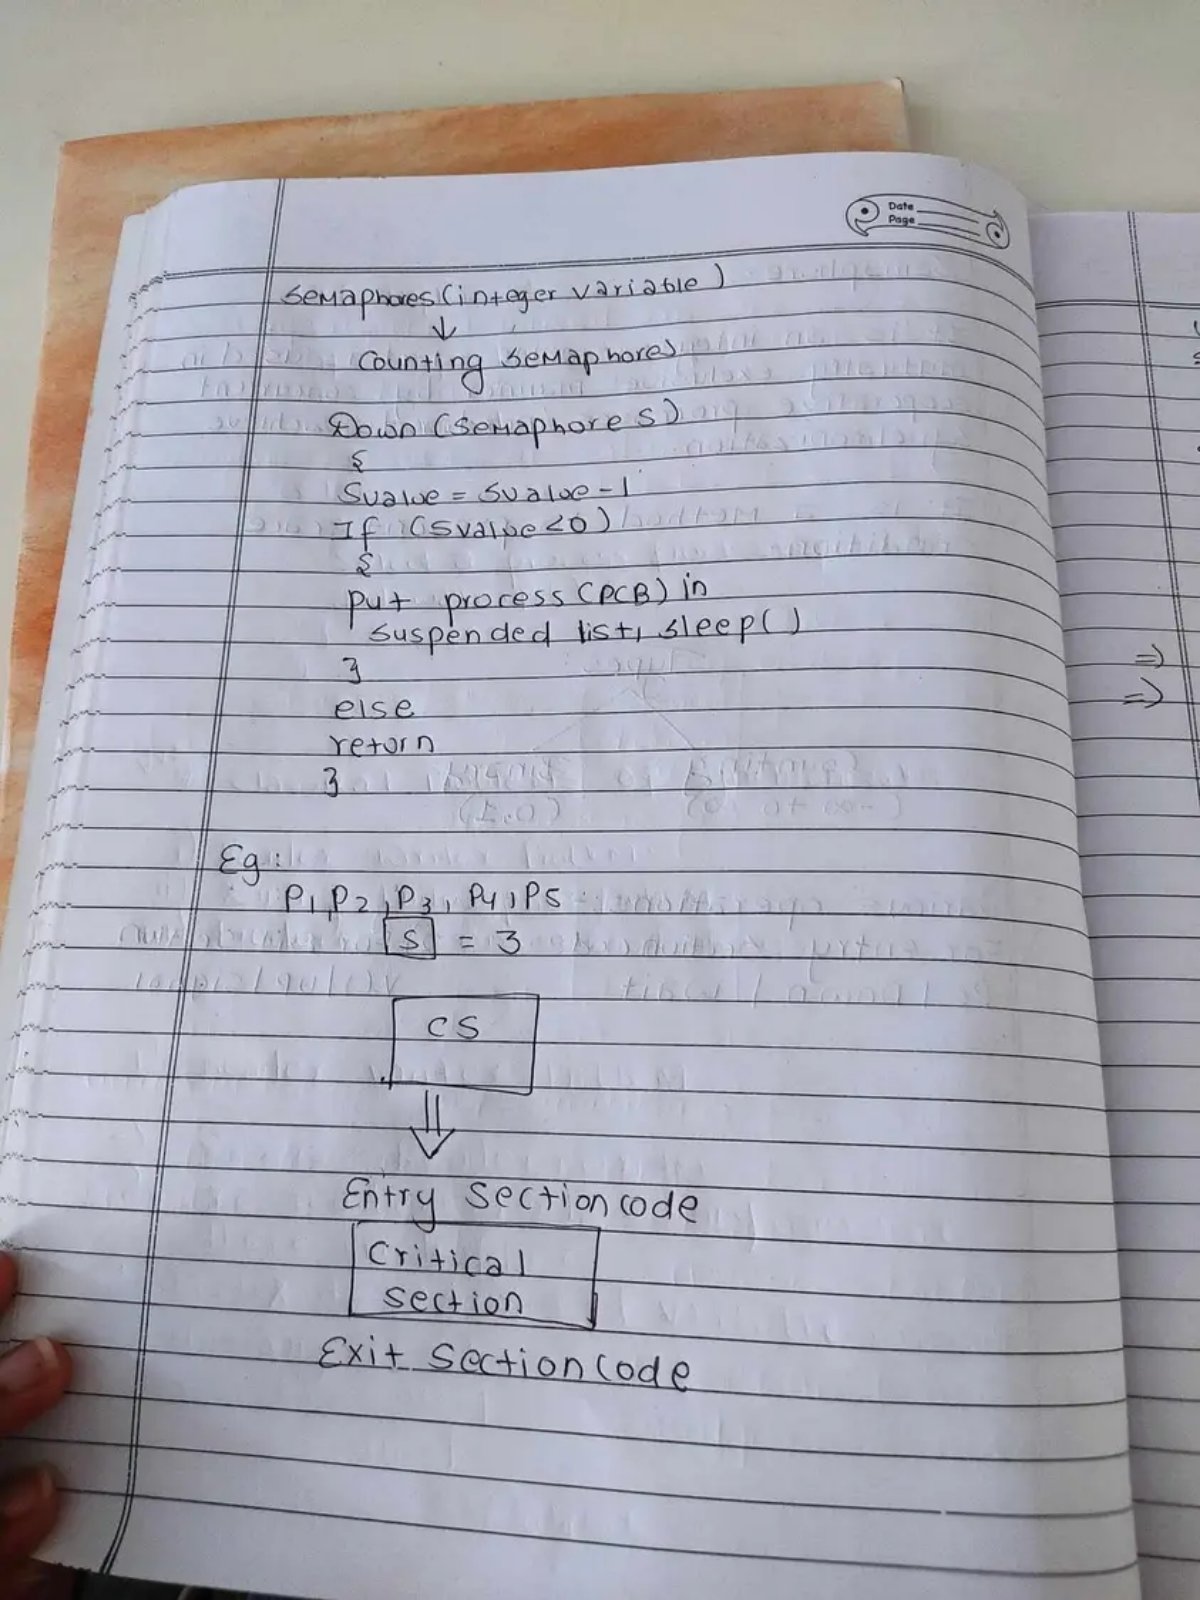 Date
Page
Semaphores (integer variable)
↓
Counting Semaphores
Down (Semaphore S)
{
Svalue = Svalue - 1
If (Svalue < 0)
{
Put process (PCB) in
suspended list, sleep()
}
else
return
}
Eg:
P1, P2, P3, P4, P5
S = 3
CS
⇓
Entry Section code
Critical
Section
Exit Section code
⇒
⇒